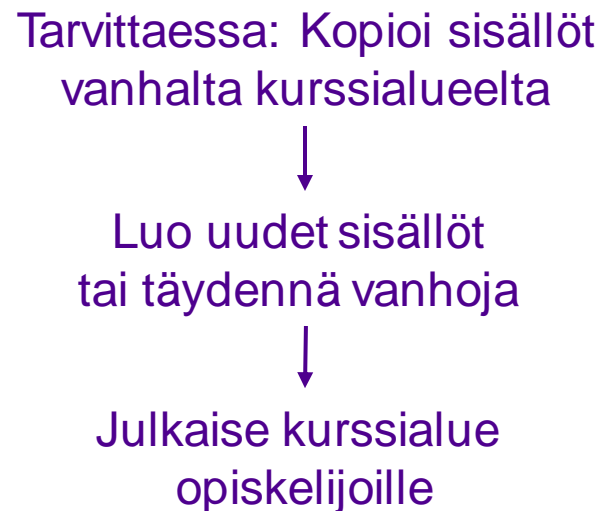 Tarvittaessa: Kopioi sisällöt
vanhalta kurssialueelta
Luo uudet sisällöt
tai täydennä vanhoja
Julkaise kurssialue
opiskelijoille